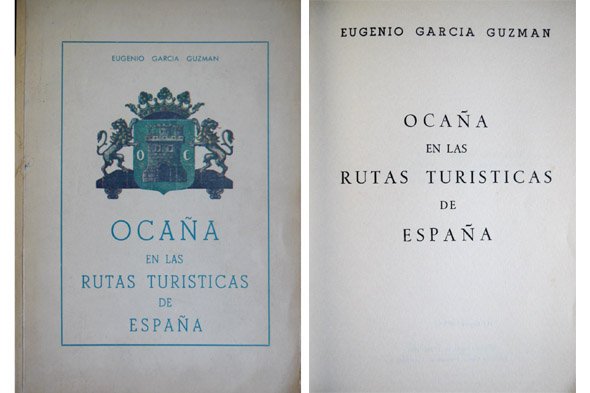 EUGENIO GARCIA GUZMAN
O C
OCAÑA
EN LAS
RUTAS TURISTICAS
DE
ESPAÑA
EUGENIO GARCIA GUZMAN
OCAÑA
EN LAS
RUTAS TURISTICAS
DE
ESPAÑA